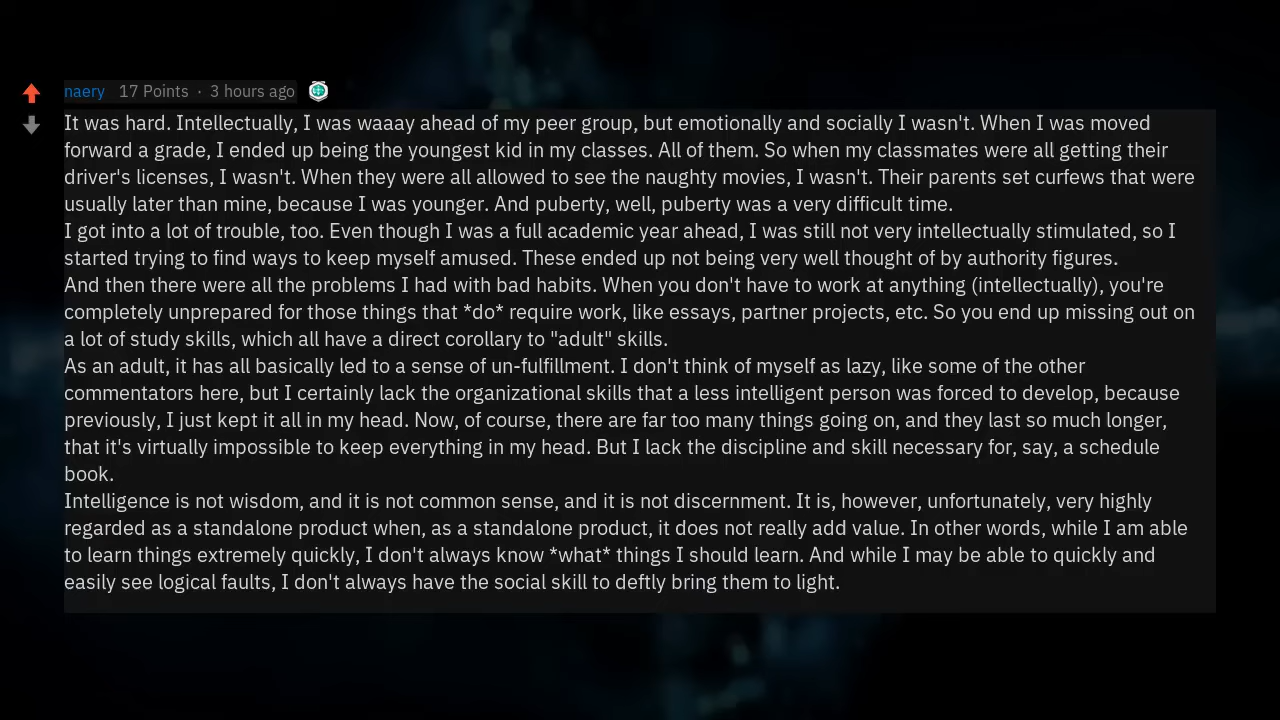 naery 17 Points · 3 hours ago
It was hard. Intellectually, I was waaay ahead of my peer group, but emotionally and socially I wasn't. When I was moved
forward a grade, I ended up being the youngest kid in my classes. All of them. So when my classmates were all getting their
driver's licenses, I wasn't. When they were all allowed to see the naughty movies, I wasn't. Their parents set curfews that were
usually later than mine, because I was younger. And puberty, well, puberty was a very difficult time.
I got into a lot of trouble, too. Even though I was a full academic year ahead, I was still not very intellectually stimulated, so I
started trying to find ways to keep myself amused. These ended up not being very well thought of by authority figures.
And then there were all the problems I had with bad habits. When you don't have to work at anything (intellectually), you're
completely unprepared for those things that *do* require work, like essays, partner projects, etc. So you end up missing out on
a lot of study skills, which all have a direct corollary to "adult" skills.
As an adult, it has all basically led to a sense of un-fulfillment. I don't think of myself as lazy, like some of the other
commentators here, but I certainly lack the organizational skills that a less intelligent person was forced to develop, because
previously, I just kept it all in my head. Now, of course, there are far too many things going on, and they last so much longer,
that it's virtually impossible to keep everything in my head. But I lack the discipline and skill necessary for, say, a schedule
book.
Intelligence is not wisdom, and it is not common sense, and it is not discernment. It is, however, unfortunately, very highly
regarded as a standalone product when, as a standalone product, it does not really add value. In other words, while I am able
to learn things extremely quickly, I don't always know *what* things I should learn. And while I may be able to quickly and
easily see logical faults, I don't always have the social skill to deftly bring them to light.